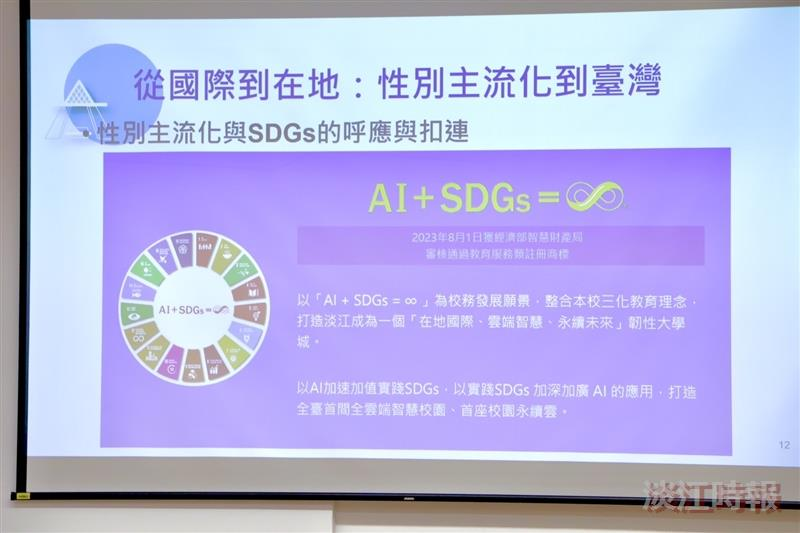 從國際到在地：性別主流化到臺灣
• 性別主流化與SDGs的呼應與扣連
AI+SDGs=∞
2023年8月1日獲經濟部智慧財產局
審核通過教育服務類註冊商標
AI+SDGs=∞
以「AI + SDGs = ∞ 」為校務發展願景，整合本校三化教育理念，
打造淡江成為一個「在地國際、雲端智慧、永續未來」韌性大學
城。
以AI加速加值實踐SDGs，以實踐SDGs 加深加廣 AI 的應用，打造
全臺首間全雲端智慧校園、首座校園永續雲。
12
淡江時報